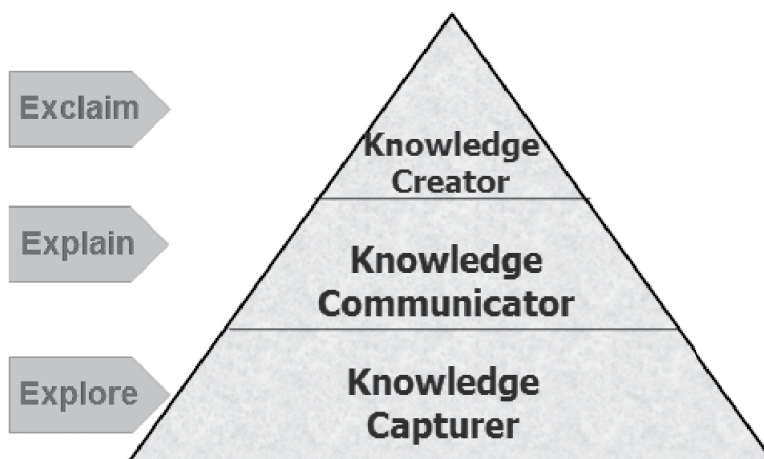 Exclaim
Knowledge
Creator
Explain
Knowledge
Communicator
Explore
Knowledge
Capturer